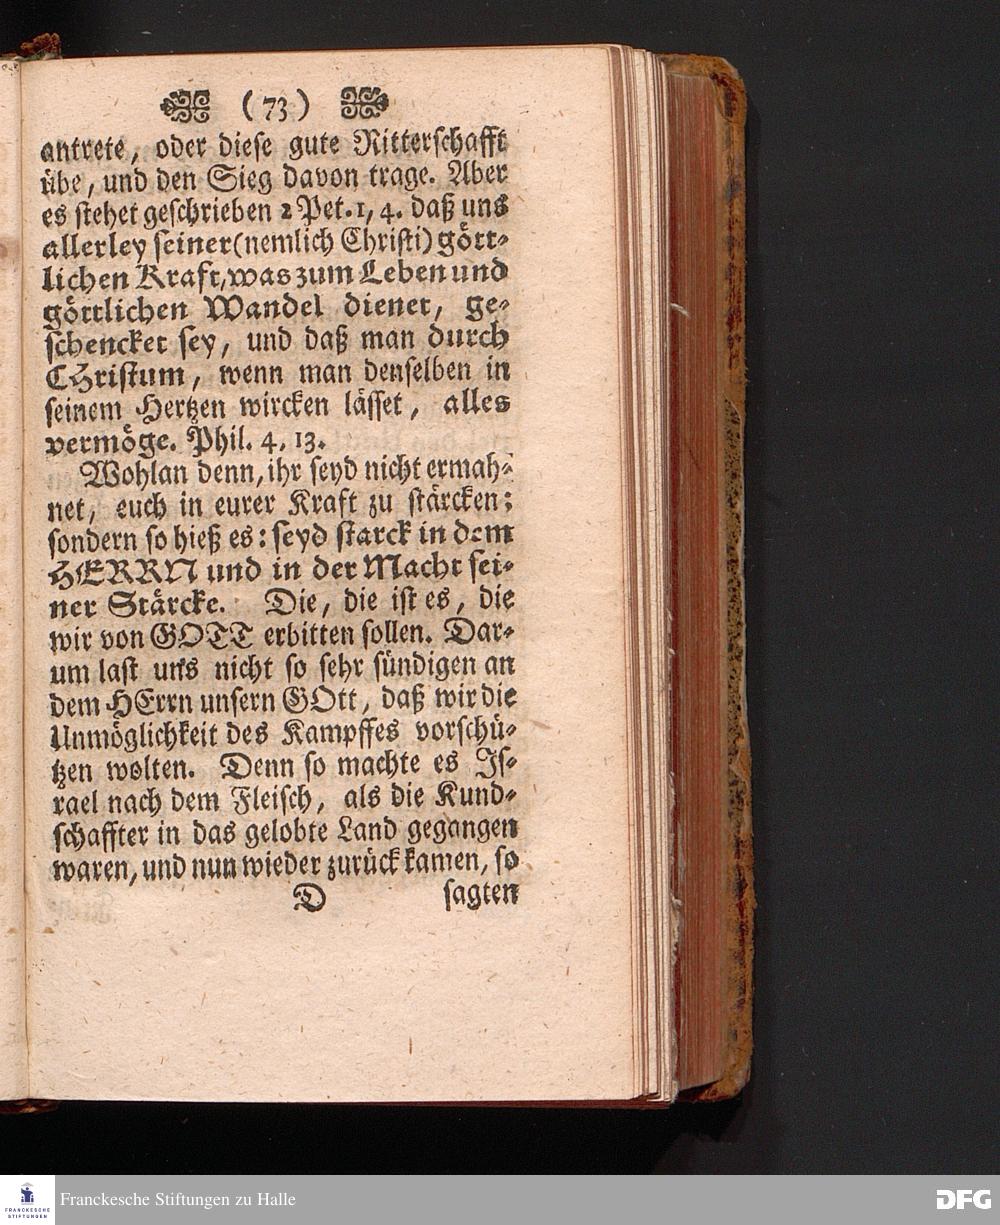 (73)
antrete, oder diese gute Ritterschafft
übe, und den Sieg davon trage. Aber
es stehet geschrieben 2 Pet. 1, 4. daß uns
allerley seiner (nemlich Christi) gött-
lichen Kraft, was zum Leben und
göttlichen Wandel dienet, ge-
schencket sey, und daß man durch
CHristum, wenn man denselben in
seinem Hertzen wircken lässet, alles
vermöge. Phil. 4, 13.
Wohlan denn, ihr seyd nicht ermah-
net, euch in eurer Kraft zu stärcken;
sondern so hieß es: seyd starck in dem
HERRN und in der Macht sei-
ner Stärcke. Die, die ist es, die
wir von GOTT erbitten sollen. Dar-
um last uns nicht so sehr sündigen an
dem HErrn unsern GOtt, daß wir die
Unmöglichkeit des Kampffes vorschü-
tzen wolten. Denn so machte es Is-
rael nach dem Fleisch, als die Kund-
schaffter in das gelobte Land gegangen
waren, und nun wieder zurück kamen, so
D sagten
FRANCKESCHE STIFTUNGEN
Franckesche Stiftungen zu Halle
DFG